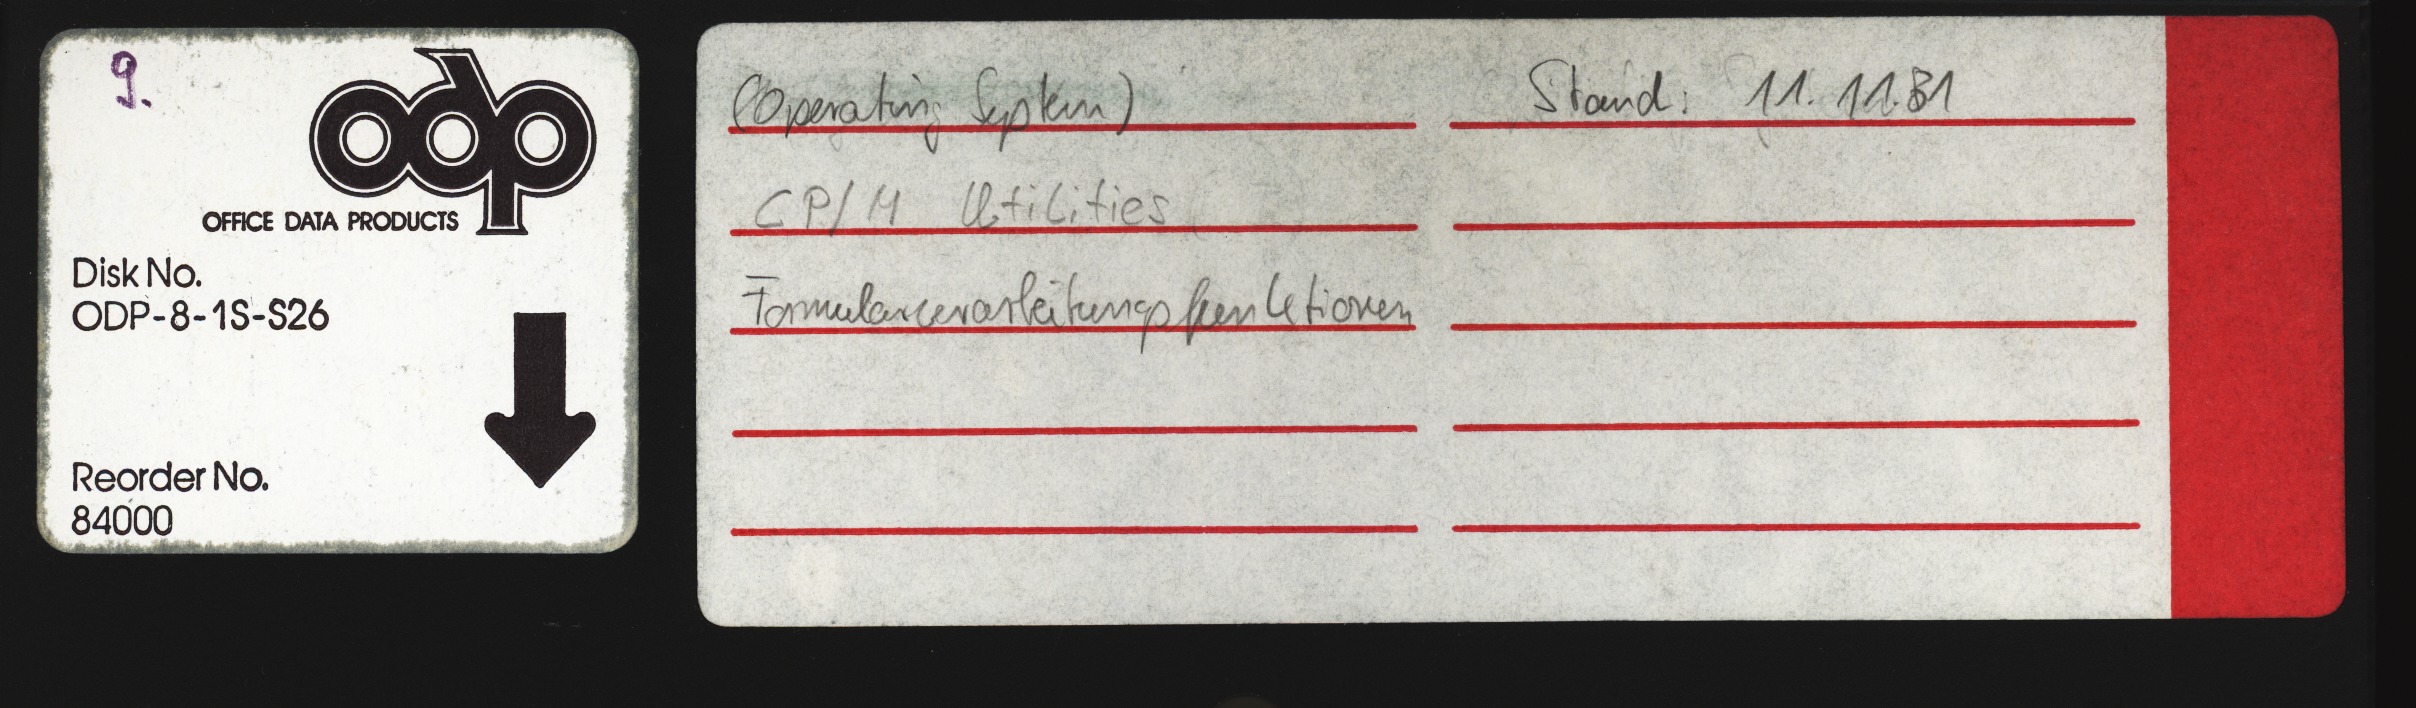 9.
odp
OFFICE DATA PRODUCTS
Disk No.
ODP-8-1S-S26
Reorder No.
84000
(Operating System) Stand: 11.11.81
CP/M Utilities
Formularverarbeitungsfunktionen